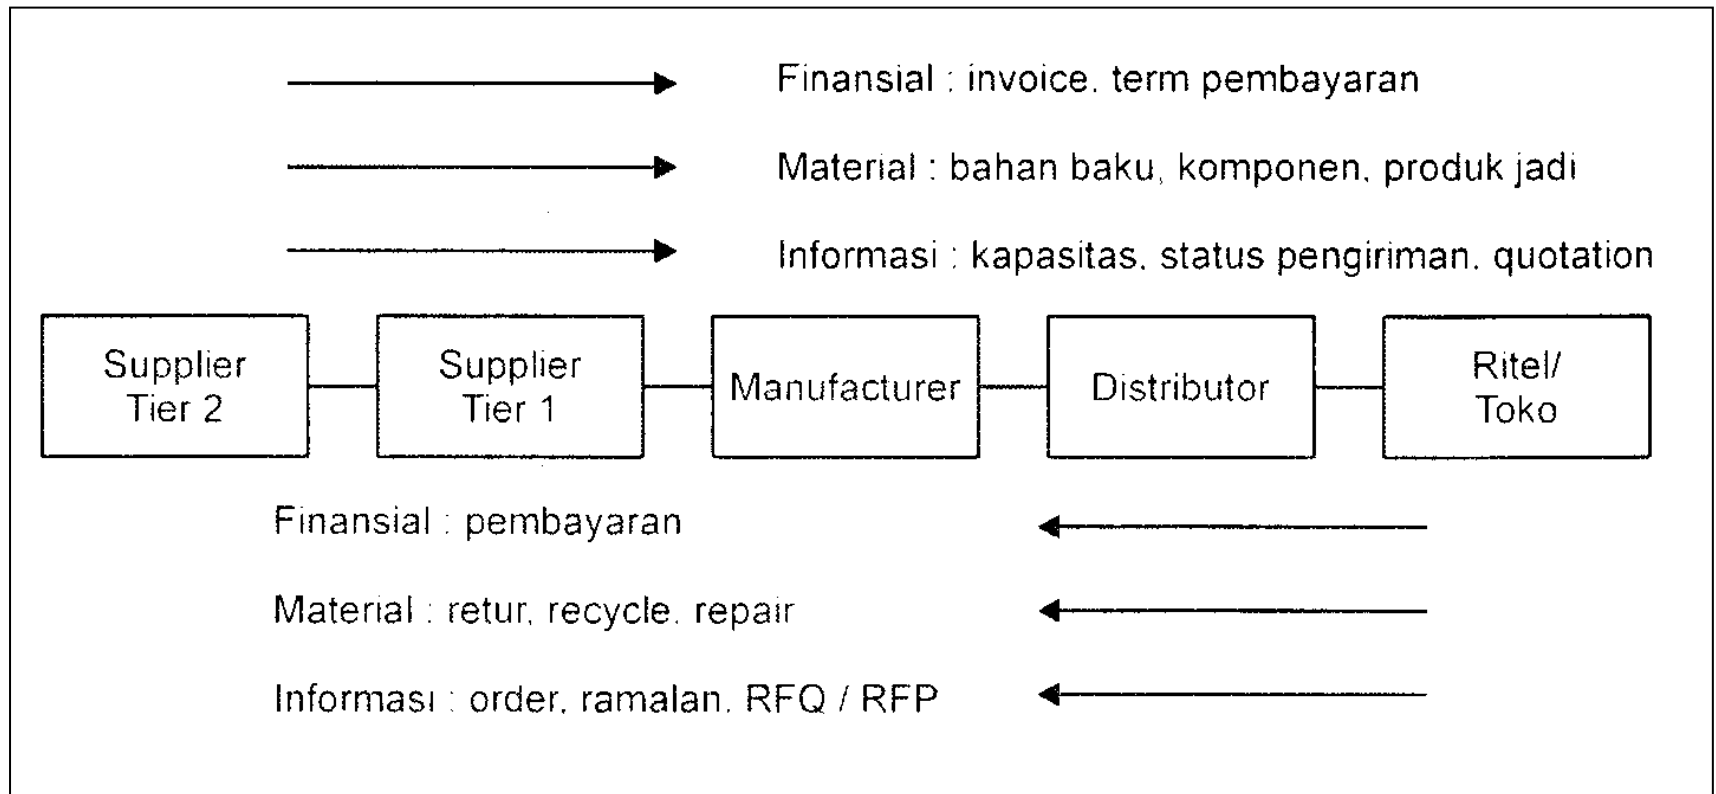 Finansial : invoice. term pembayaran
Material : bahan baku, komponen. produk jadi
Informasi : kapasitas. status pengiriman. quotation
Supplier
Tier 2
Supplier
Tier 1
Manufacturer
Distributor
Ritel/
Toko
Finansial : pembayaran
Material : retur, recycle. repair
Informasi : order, ramalan. RFQ / RFP